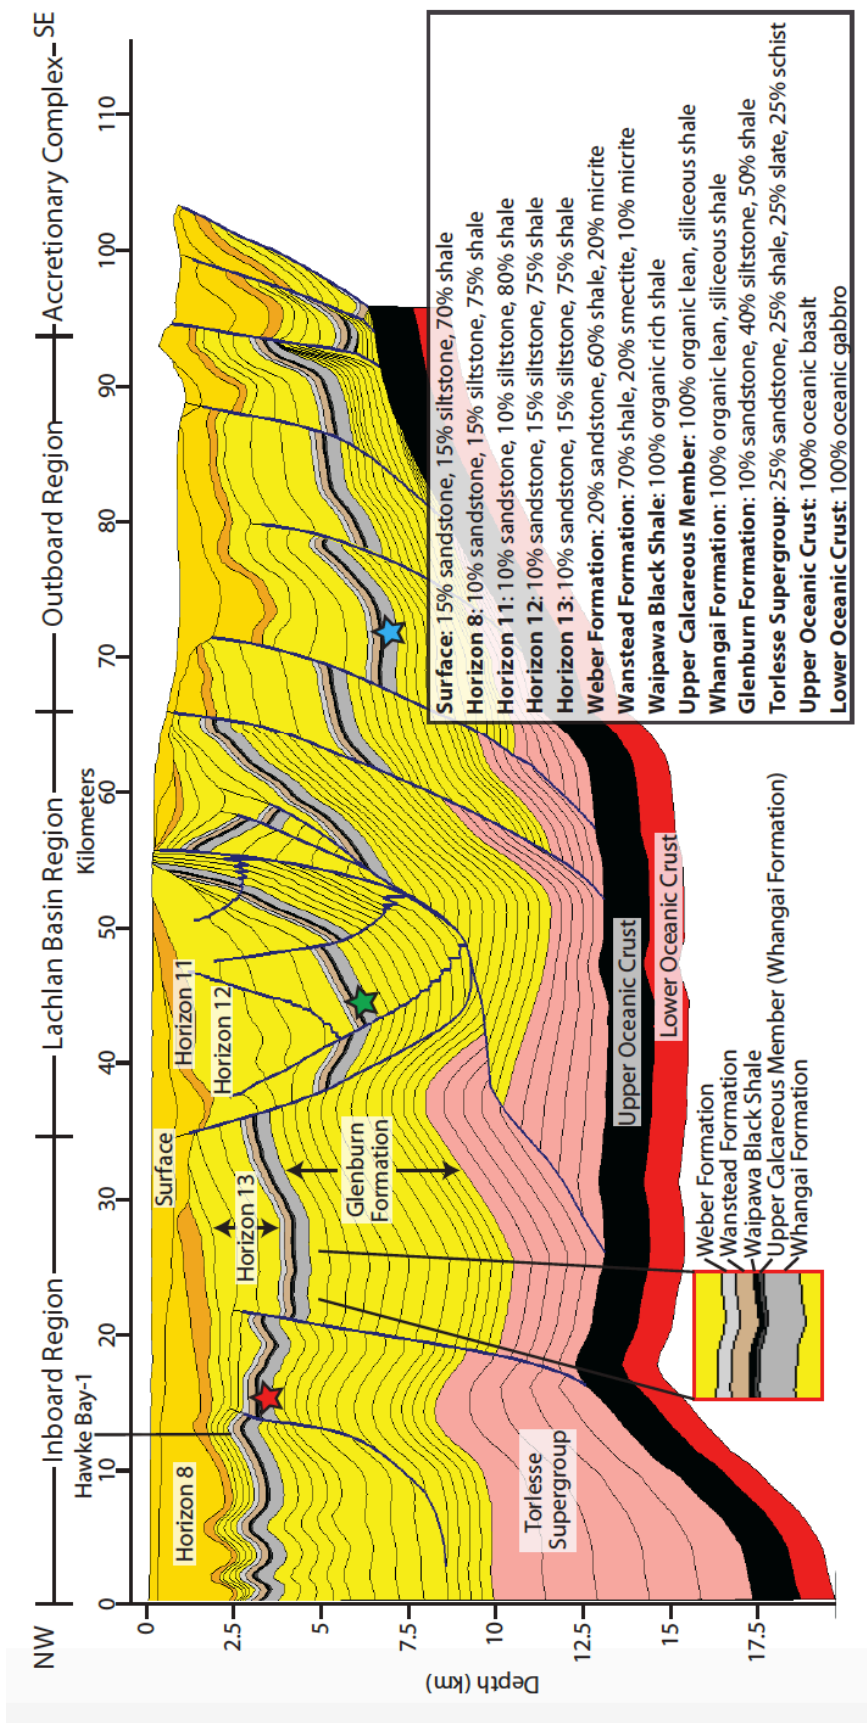 NW
Inboard Region
Lachlan Basin Region
Outboard Region
Accretionary Complex
SE
Hawke Bay-1
Kilometers
0
10
20
30
40
50
60
70
80
90
100
110
Depth (km)
0
2.5
5
7.5
10
12.5
15
17.5
Horizon 8
Surface
Horizon 11
Horizon 12
Horizon 13
Glenburn
Formation
Torlesse
Supergroup
Upper Oceanic Crust
Lower Oceanic Crust
Weber Formation
Wanstead Formation
Waipawa Black Shale
Upper Calcareous Member (Whangai Formation)
Whangai Formation
Surface: 15% sandstone, 15% siltstone, 70% shale
Horizon 8: 10% sandstone, 15% siltstone, 75% shale
Horizon 11: 10% sandstone, 10% siltstone, 80% shale
Horizon 12: 10% sandstone, 15% siltstone, 75% shale
Horizon 13: 10% sandstone, 15% siltstone, 75% shale
Weber Formation: 20% sandstone, 60% shale, 20% micrite
Wanstead Formation: 70% shale, 20% smectite, 10% micrite
Waipawa Black Shale: 100% organic rich shale
Upper Calcareous Member: 100% organic lean, siliceous shale
Whangai Formation: 100% organic lean, siliceous shale
Glenburn Formation: 10% sandstone, 40% siltstone, 50% shale
Torlesse Supergroup: 25% sandstone, 25% shale, 25% slate, 25% schist
Upper Oceanic Crust: 100% oceanic basalt
Lower Oceanic Crust: 100% oceanic gabbro